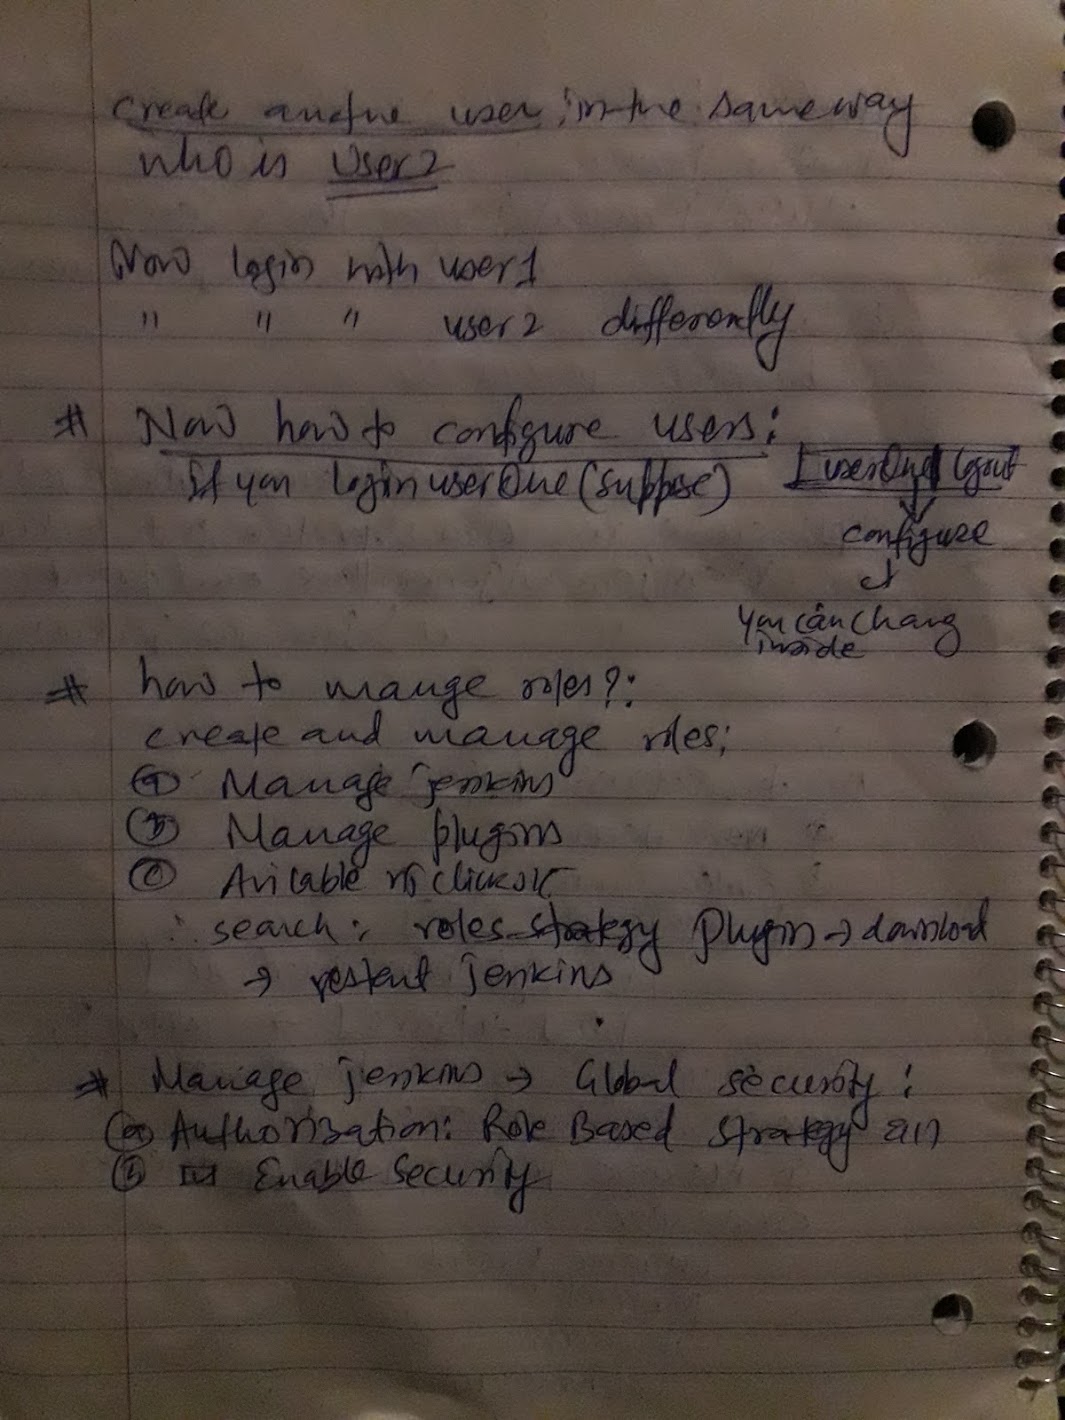 create anothe user in the same way
who is User2
Now login with user1
" " " user2 differently
# Now how to configure users:
If you login userOne (suppose)
userOne | logout
configure
You can chang
inside
# how to mange roles?:
create and manage roles;
(a) Manage jenkins
(b) Manage plugins
(c) Avilable click
∴ search: roles strategy plugin → download
→ restart jenkins
# Manage jenkins → Global security:
(a) Authorization: Role Based strategy
(b) ☑ Enable Security